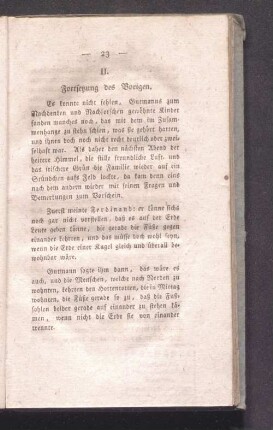 — 23 —
II.
Fortsetzung des Vorigen.
Es konnte nicht fehlen, Gutmanns zum
Nachdenken und Nachforschen gewöhnte Kinder
fanden manches noch, das mit dem im Zusam-
menhange zu stehn schien, was sie gehört hatten,
und ihnen doch noch nicht recht deutlich oder zwei-
felhaft war. Als daher den nächsten Abend der
heitere Himmel, die stille freundliche Luft, und
das frischere Grün die Familie wieder auf ein
Stündchen aufs Feld lockte, da kam denn eins
nach dem andern wieder mit seinen Fragen und
Bemerkungen zum Vorschein.
Zuerst meinte Ferdinand: er könne sichs
noch gar nicht vorstellen, daß es auf der Erde
Leute geben könne, die gerade die Füße gegen
einander kehrten, und das müsse doch wohl seyn,
wenn die Erde einer Kugel gleich und überall be-
wohnbar wäre.
Gutmann sagte ihm dann, das wäre es
auch, und die Menschen, welche nach Norden zu
wohnten, kehrten den Hottentotten, die in Mittag
wohnten, die Füße gerade so zu, daß die Fuß-
sohlen beider gerade auf einander zu stehen kä-
men, wenn nicht die Erde sie von einander
trennte.